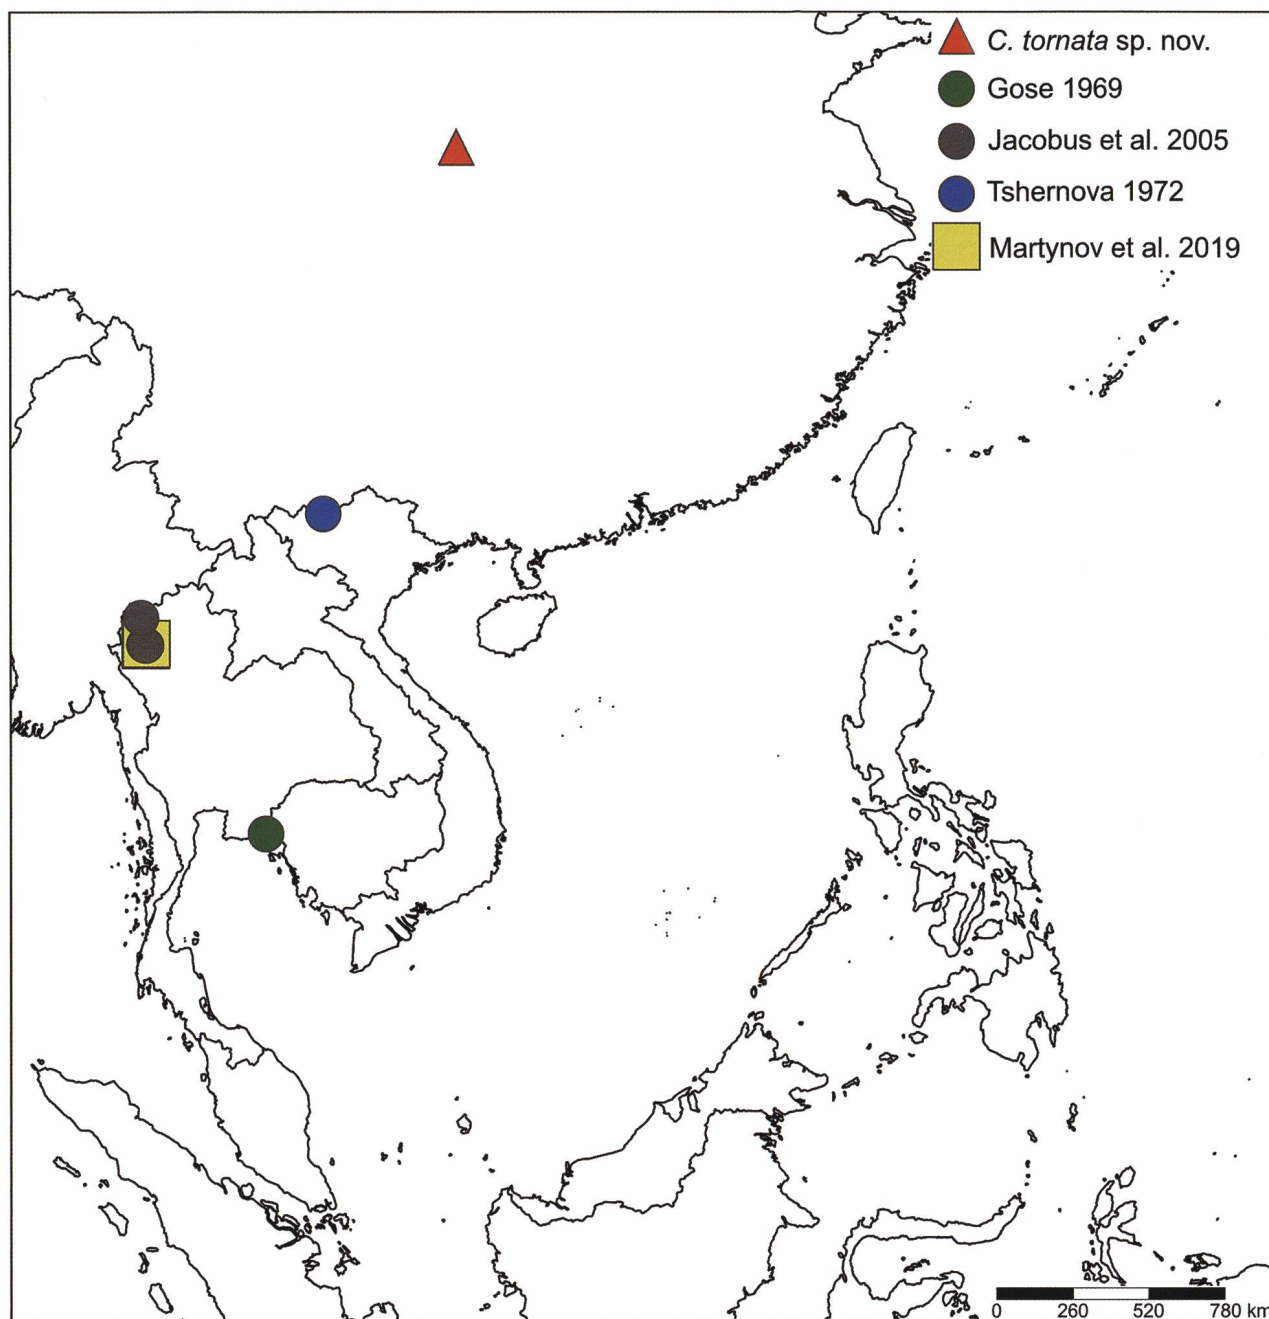 C. tornata sp. nov.
Gose 1969
Jacobus et al. 2005
Tshernova 1972
Martynov et al. 2019
0 260 520 780 km